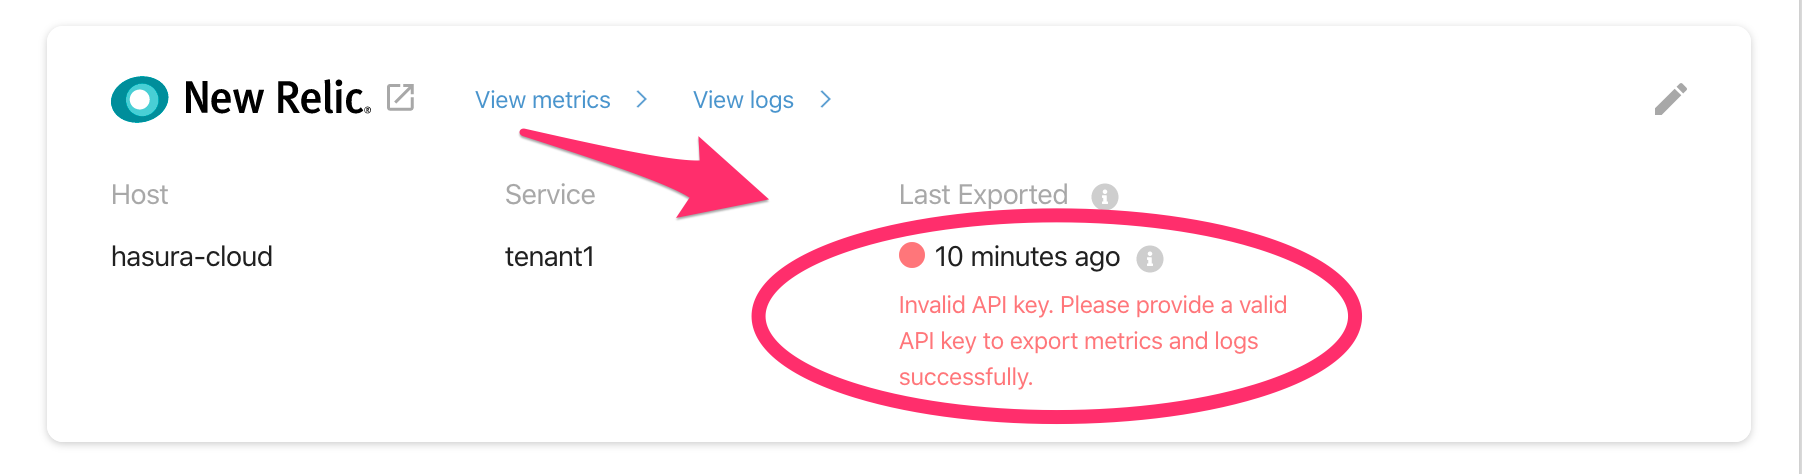 New Relic® View metrics View logs
Host Service Last Exported
hasura-cloud tenant1 10 minutes ago
Invalid API key. Please provide a valid
API key to export metrics and logs
successfully.